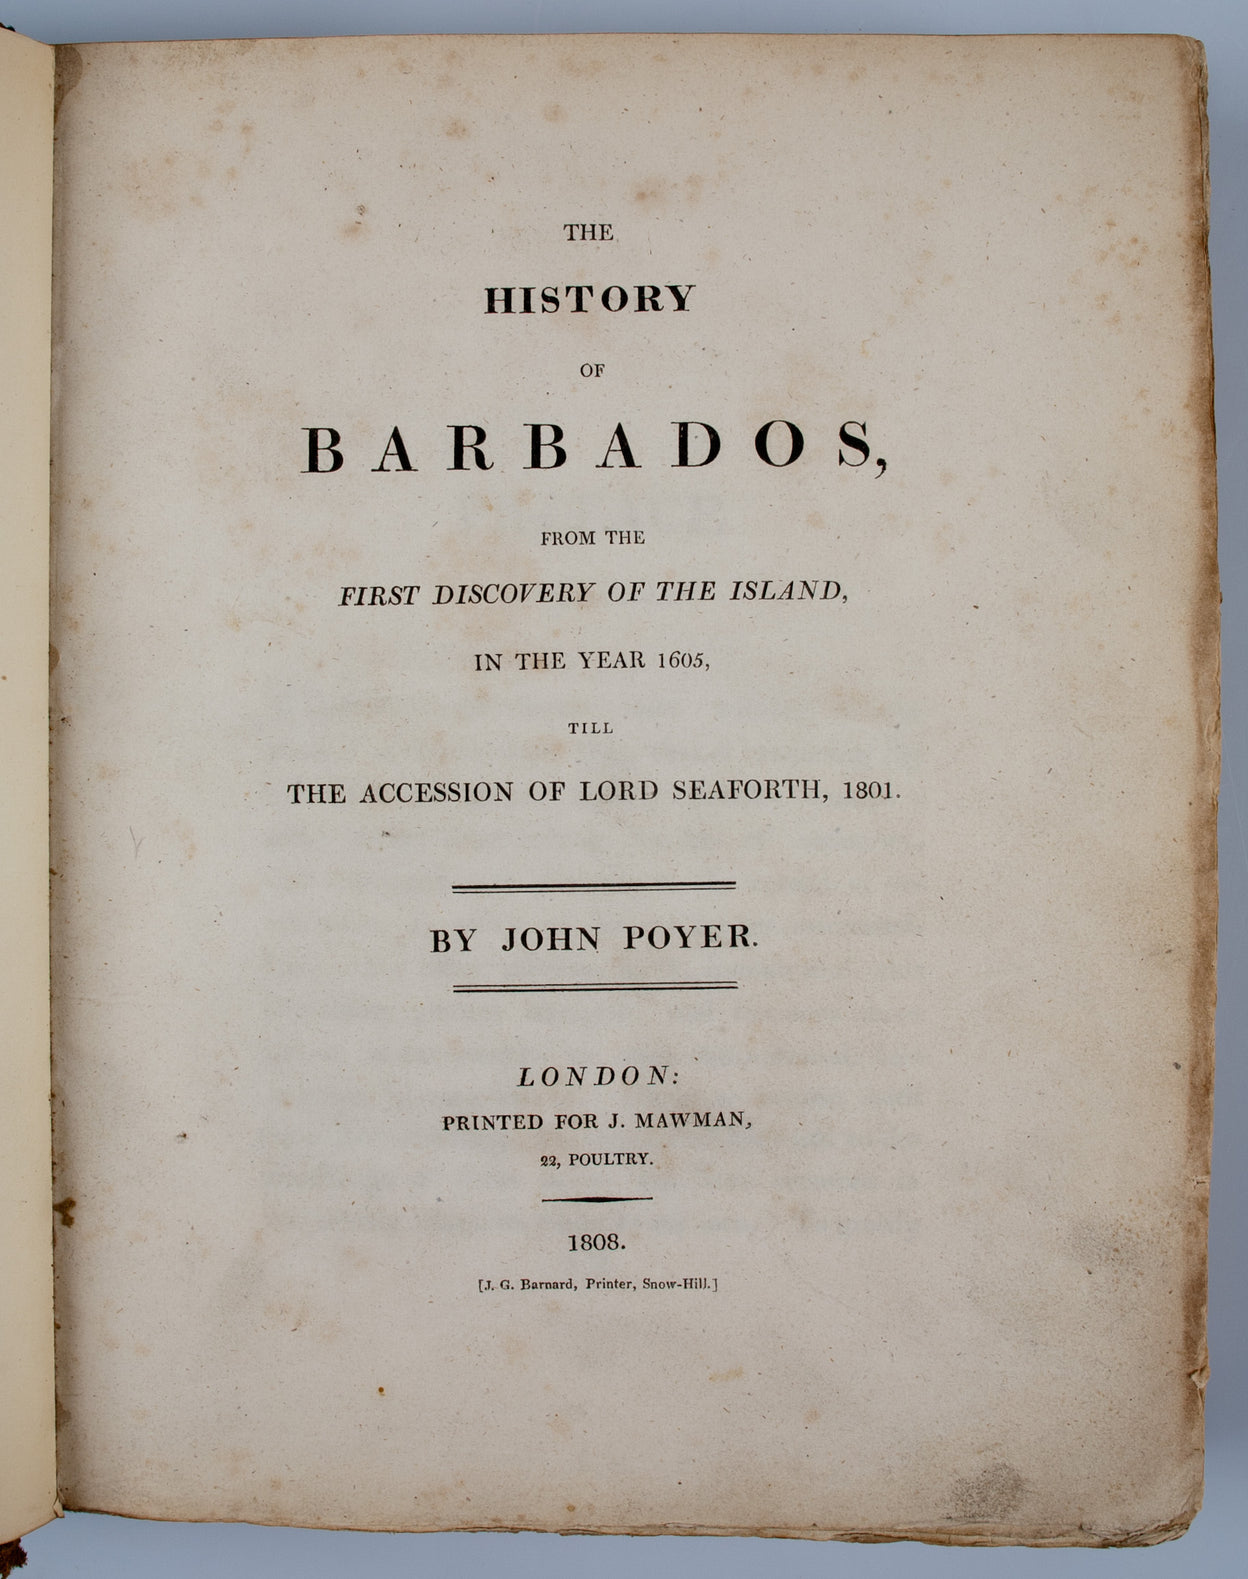 THE
HISTORY
OF
BARBADOS,
FROM THE
FIRST DISCOVERY OF THE ISLAND,
IN THE YEAR 1605,
TILL
THE ACCESSION OF LORD SEAFORTH, 1801.
BY JOHN POYER.
LONDON:
PRINTED FOR J. MAWMAN,
22, POULTRY.
1808.
[J. G. Barnard, Printer, Snow-Hill.]